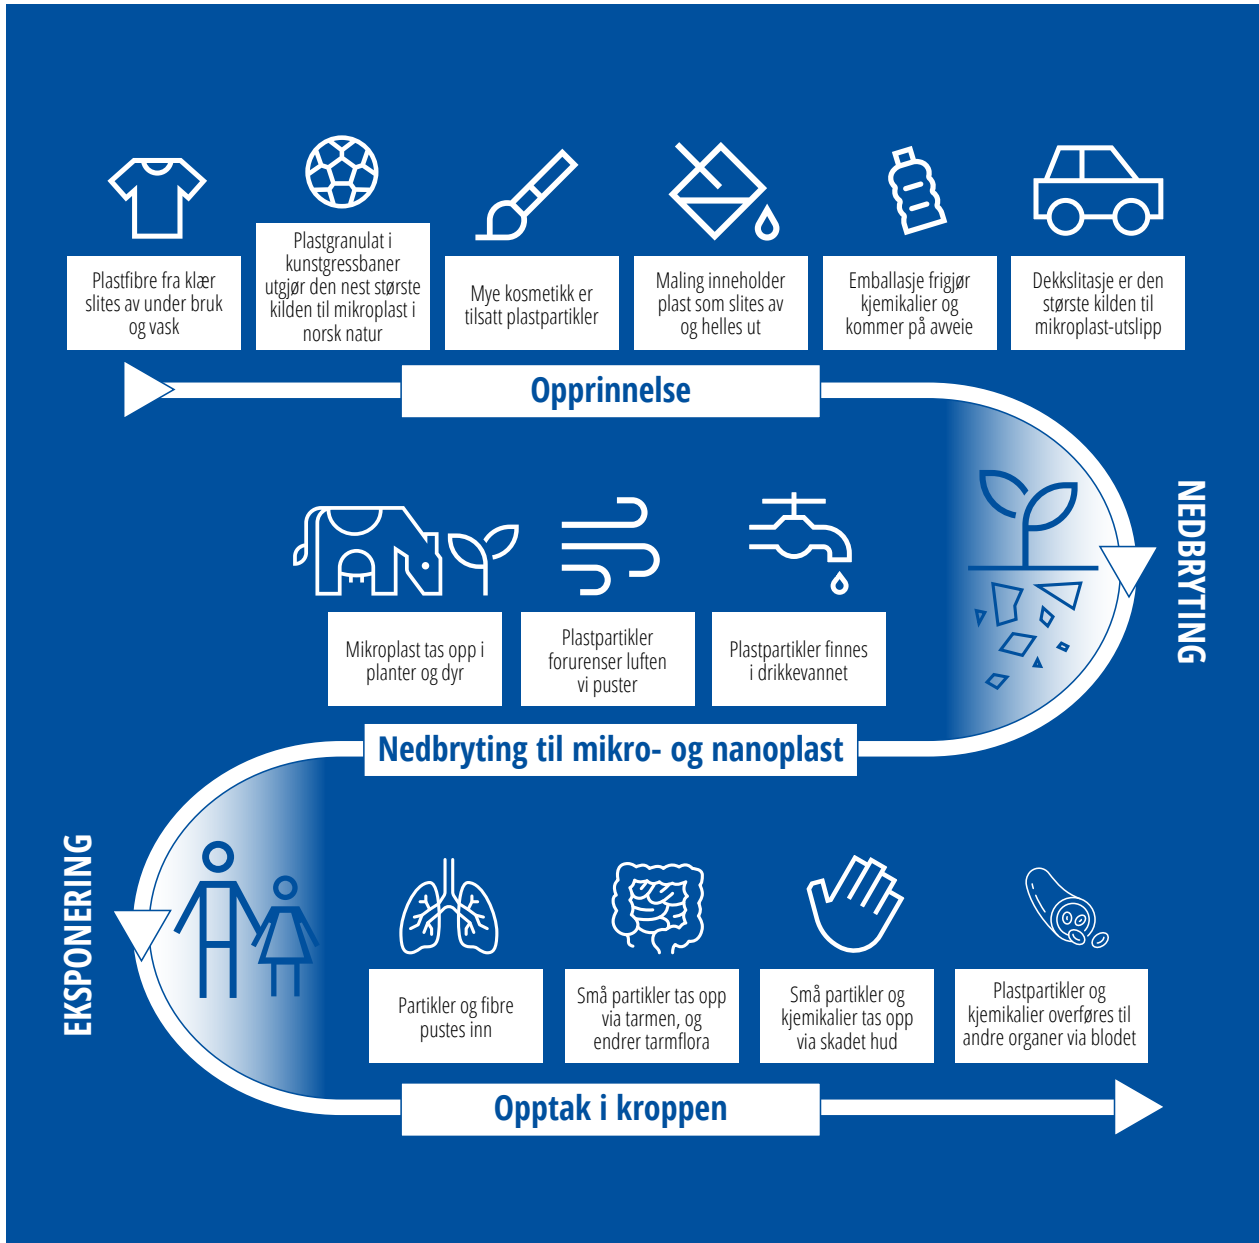 Plastfibre fra klær
slites av under bruk
og vask
Plastgranulat i
kunstgressbaner
utgjør den nest største
kilden til mikroplast i
norsk natur
Mye kosmetikk er
tilsatt plastpartikler
Maling inneholder
plast som slites av
og helles ut
Emballasje frigjør
kjemikalier og
kommer på avveie
Dekkslitasje er den
største kilden til
mikroplast-utslipp
Opprinnelse
NEDBRYTING
Mikroplast tas opp i
planter og dyr
Plastpartikler
forurenser luften
vi puster
Plastpartikler finnes
i drikkevannet
Nedbryting til mikro- og nanoplast
EKSPONERING
Partikler og fibre
pustes inn
Små partikler tas opp
via tarmen, og
endrer tarmflora
Små partikler og
kjemikalier tas opp
via skadet hud
Plastpartikler og
kjemikalier overføres til
andre organer via blodet
Opptak i kroppen